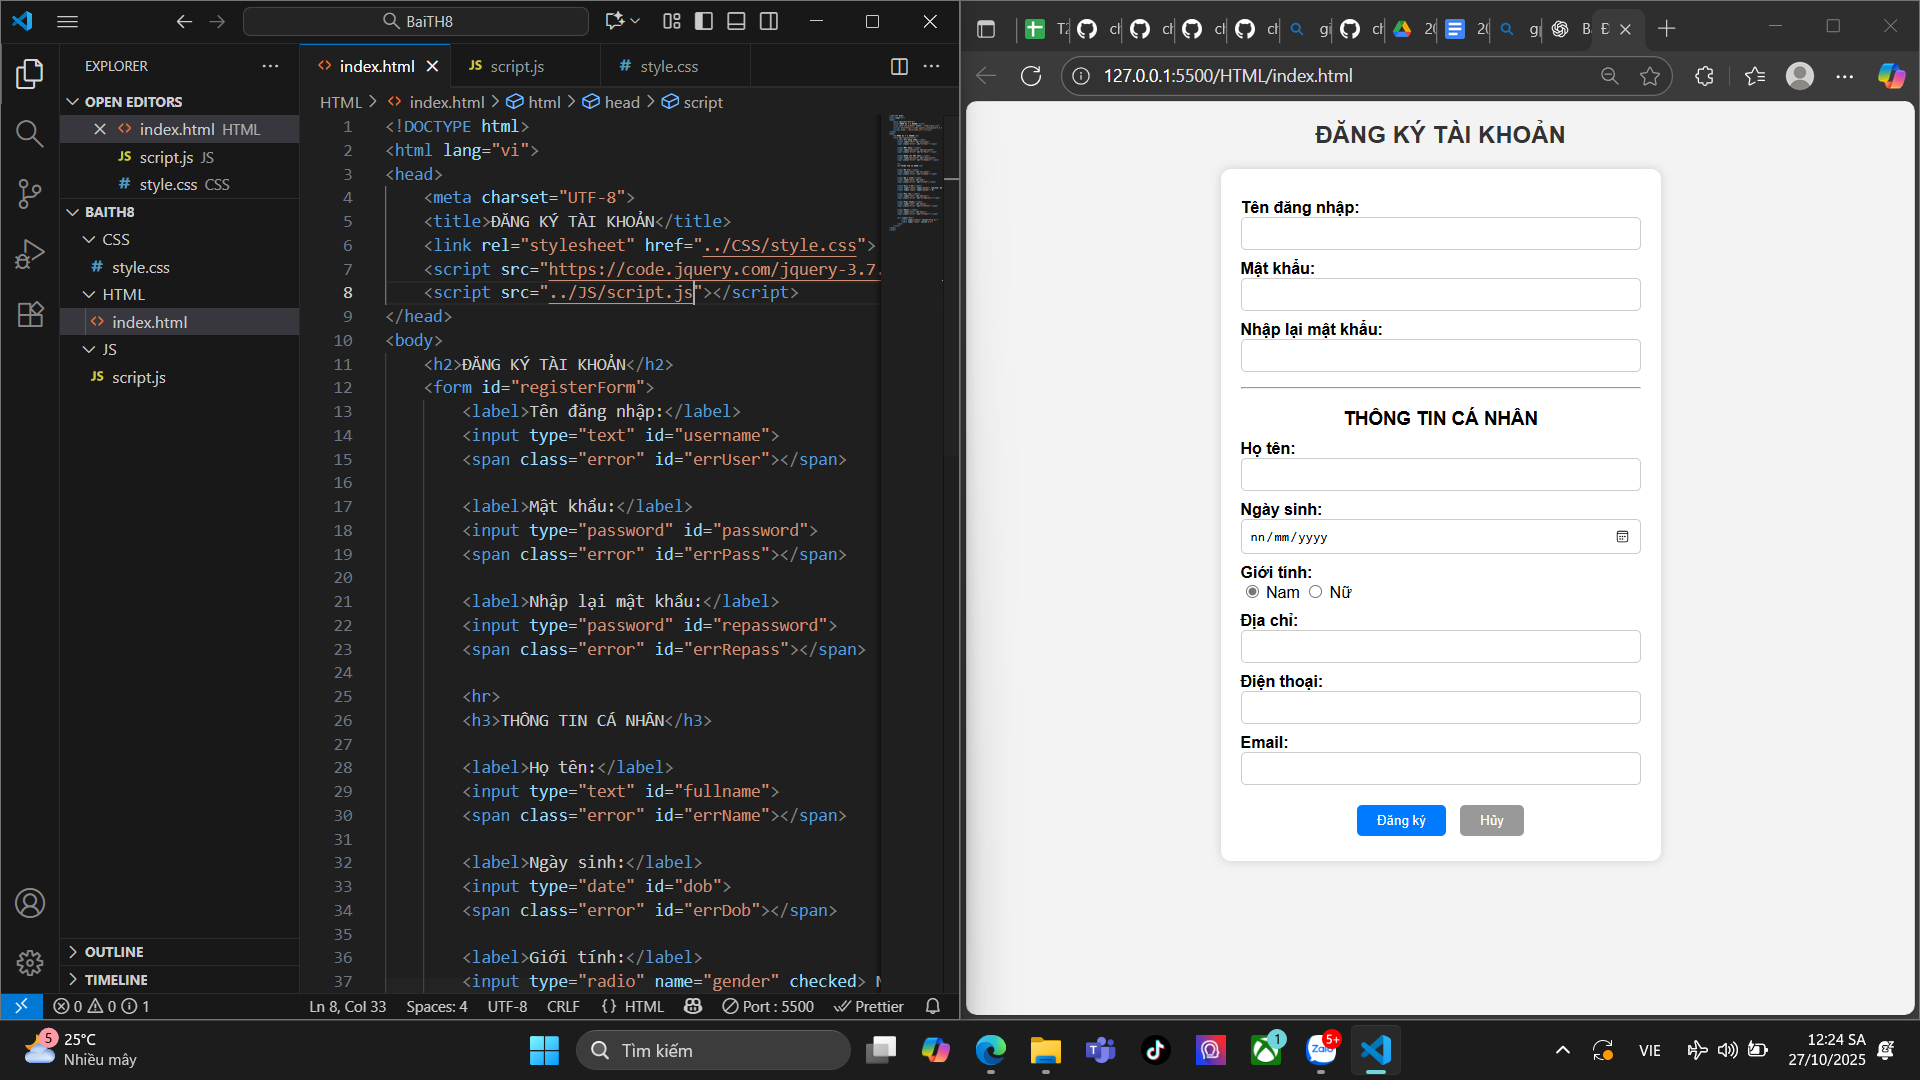 BaiTH8
EXPLORER
OPEN EDITORS
index.html HTML
script.js JS
style.css CSS
BAITH8
CSS
style.css
HTML
index.html
JS
script.js
OUTLINE
TIMELINE
index.html
script.js
style.css
HTML > index.html > html > head > script
1 <!DOCTYPE html>
2 <html lang="vi">
3 <head>
4 <meta charset="UTF-8">
5 <title>ĐĂNG KÝ TÀI KHOẢN</title>
6 <link rel="stylesheet" href="../CSS/style.css">
7 <script src="https://code.jquery.com/jquery-3.7.
8 <script src="../JS/script.js"></script>
9 </head>
10 <body>
11 <h2>ĐĂNG KÝ TÀI KHOẢN</h2>
12 <form id="registerForm">
13 <label>Tên đăng nhập:</label>
14 <input type="text" id="username">
15 <span class="error" id="errUser"></span>
16
17 <label>Mật khẩu:</label>
18 <input type="password" id="password">
19 <span class="error" id="errPass"></span>
20
21 <label>Nhập lại mật khẩu:</label>
22 <input type="password" id="repassword">
23 <span class="error" id="errRepass"></span>
24
25 <hr>
26 <h3>THÔNG TIN CÁ NHÂN</h3>
27
28 <label>Họ tên:</label>
29 <input type="text" id="fullname">
30 <span class="error" id="errName"></span>
31
32 <label>Ngày sinh:</label>
33 <input type="date" id="dob">
34 <span class="error" id="errDob"></span>
35
36 <label>Giới tính:</label>
37 <input type="radio" name="gender" checked> N
0 0 1
Ln 8, Col 33 Spaces: 4 UTF-8 CRLF {} HTML Port : 5500 Prettier
127.0.0.1:5500/HTML/index.html
ĐĂNG KÝ TÀI KHOẢN
Tên đăng nhập:
Mật khẩu:
Nhập lại mật khẩu:
THÔNG TIN CÁ NHÂN
Họ tên:
Ngày sinh:
nn/mm/yyyy
Giới tính:
Nam Nữ
Địa chỉ:
Điện thoại:
Email:
Đăng ký Hủy
5
25°C
Nhiều mây
Tìm kiếm
1
Zalo
5+
VIE
12:24 SA
27/10/2025